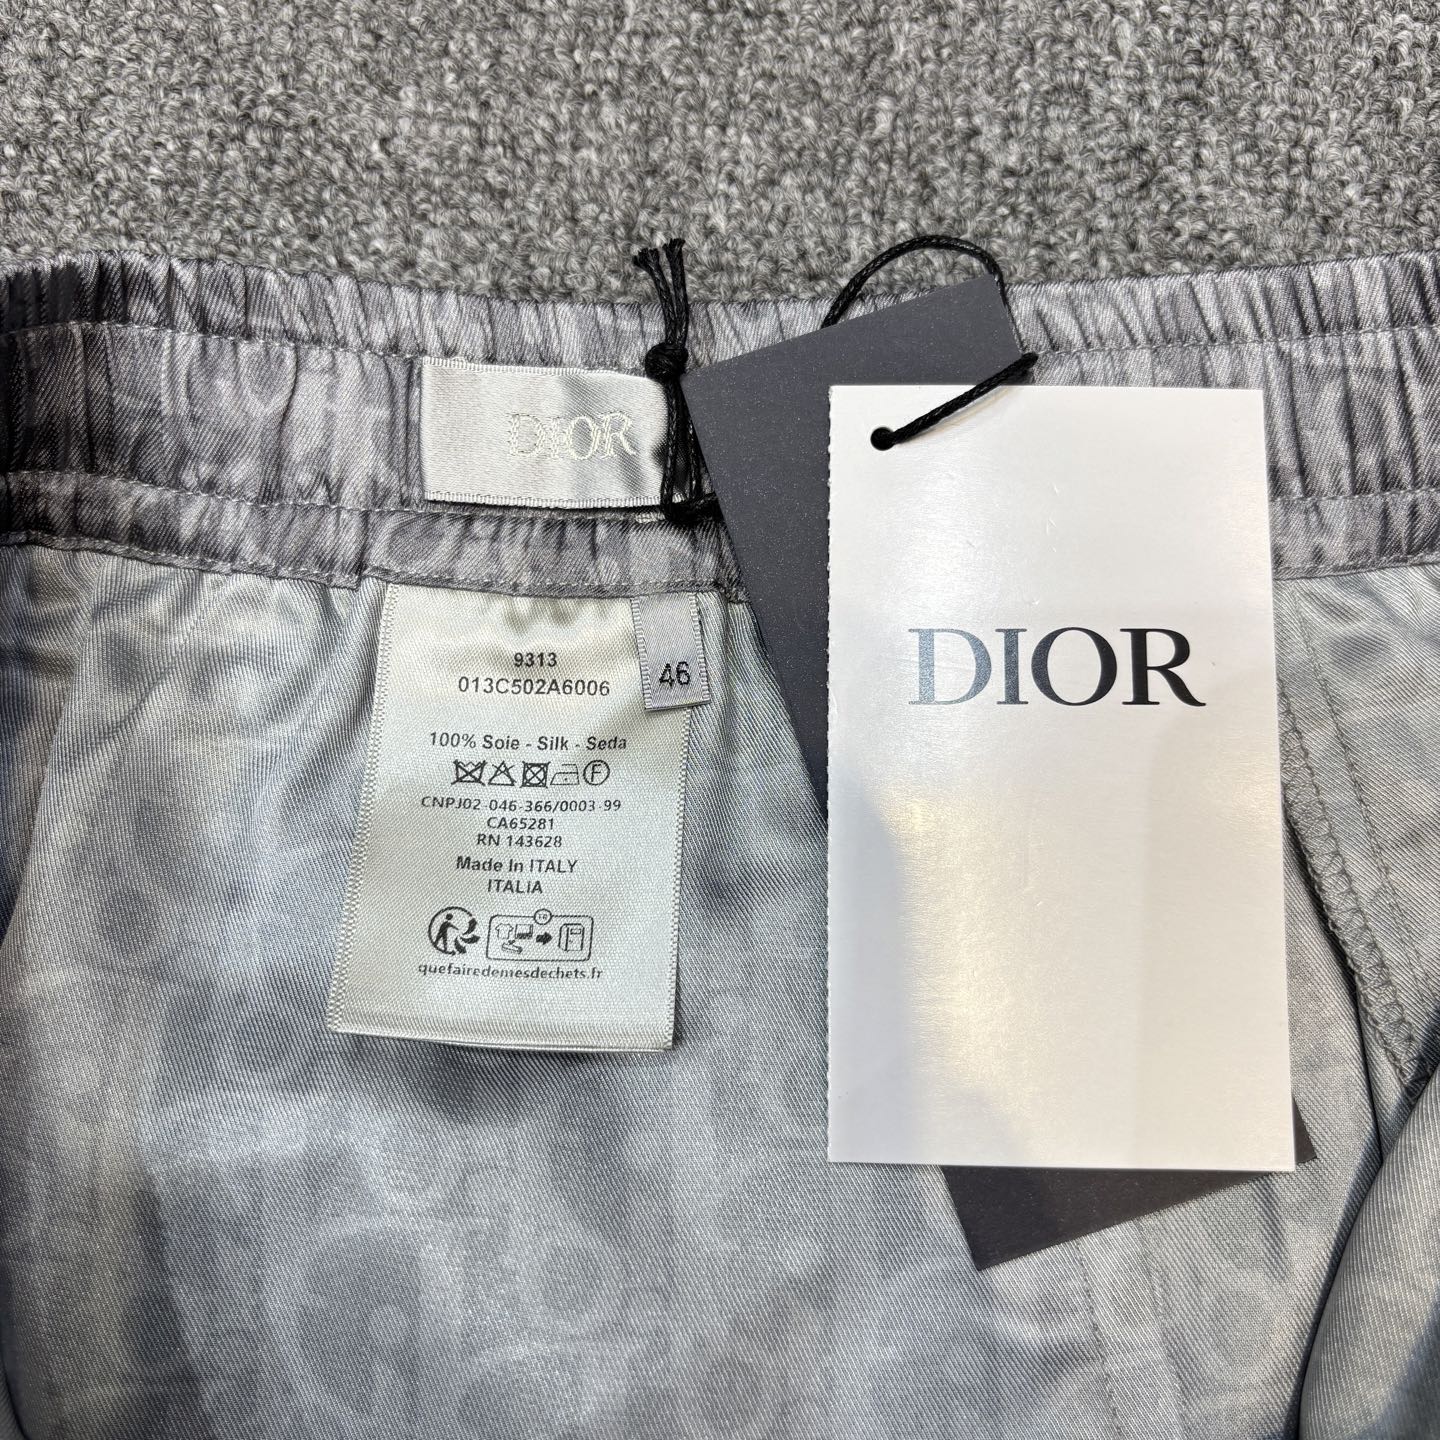 DIOR
DIOR
9313
013C502A6006
46
100% Soie - Silk - Seda
F
CNPJ02-046-366/0003-99
CA65281
RN 143628
Made In ITALY
ITALIA
quefairedemesdechets.fr